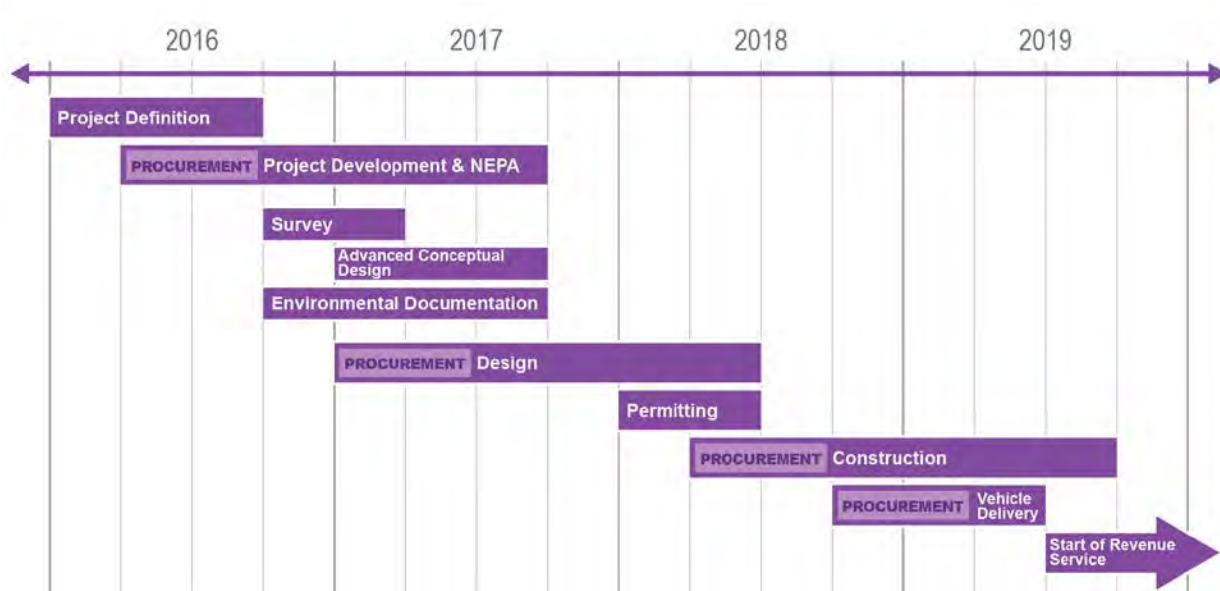 2016 2017 2018 2019
Project Definition
PROCUREMENT Project Development & NEPA
Survey
Advanced Conceptual
Design
Environmental Documentation
PROCUREMENT Design
Permitting
PROCUREMENT Construction
PROCUREMENT Vehicle
Delivery
Start of Revenue
Service